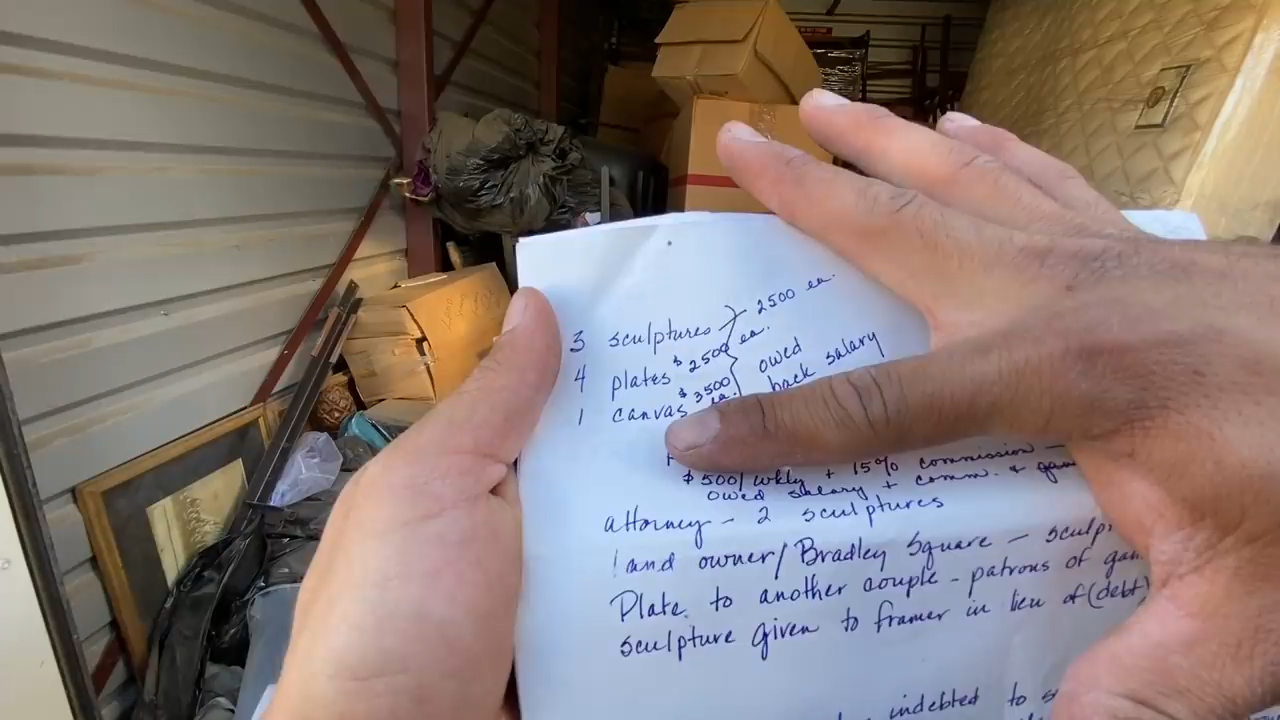 3 sculptures } 2500 ea.
4 plates $2500 ea.
1 canvas $3500 ea. } owed back salary
$500/wkly + 15% commission –
owed salary + comm. +
attorney – 2 sculptures
land owner/Bradley Square –
Plate to another couple – patrons of
sculpture given to framer in lieu of (debt)
indebted to